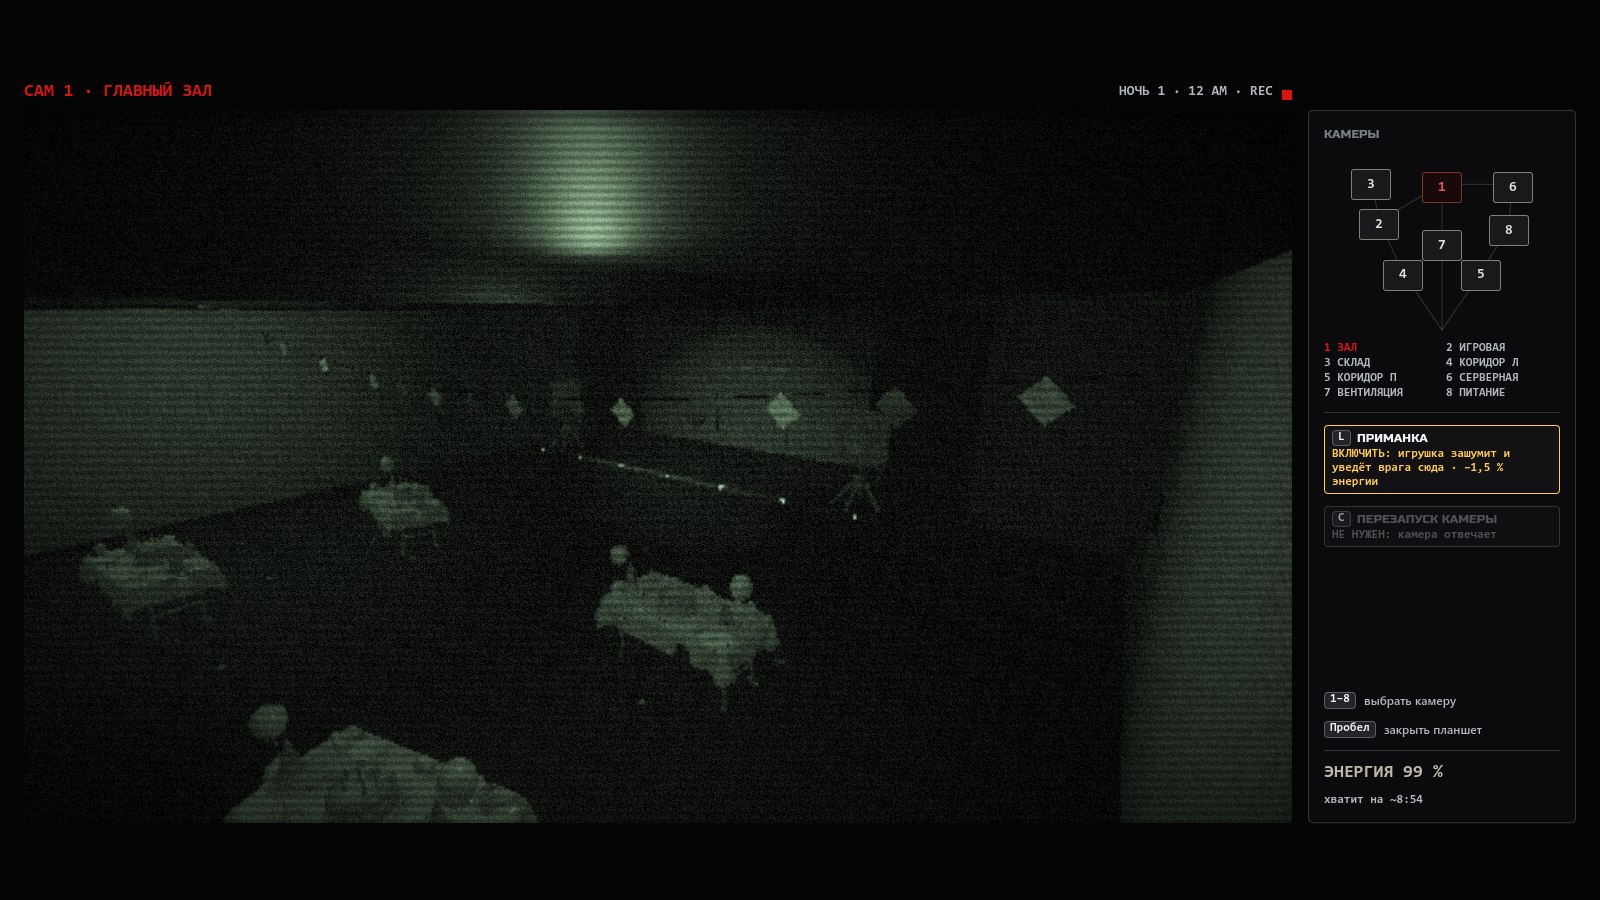 CAM 1 · ГЛАВНЫЙ ЗАЛ
НОЧЬ 1 · 12 AM · REC
КАМЕРЫ
3
1
6
2
8
7
4
5
1 ЗАЛ
2 ИГРОВАЯ
3 СКЛАД
4 КОРИДОР Л
5 КОРИДОР П
6 СЕРВЕРНАЯ
7 ВЕНТИЛЯЦИЯ
8 ПИТАНИЕ
L ПРИМАНКА
ВКЛЮЧИТЬ: игрушка зашумит и
уведёт врага сюда · −1,5 %
энергии
C ПЕРЕЗАПУСК КАМЕРЫ
НЕ НУЖЕН: камера отвечает
1–8 выбрать камеру
Пробел закрыть планшет
ЭНЕРГИЯ 99 %
хватит на ~8:54